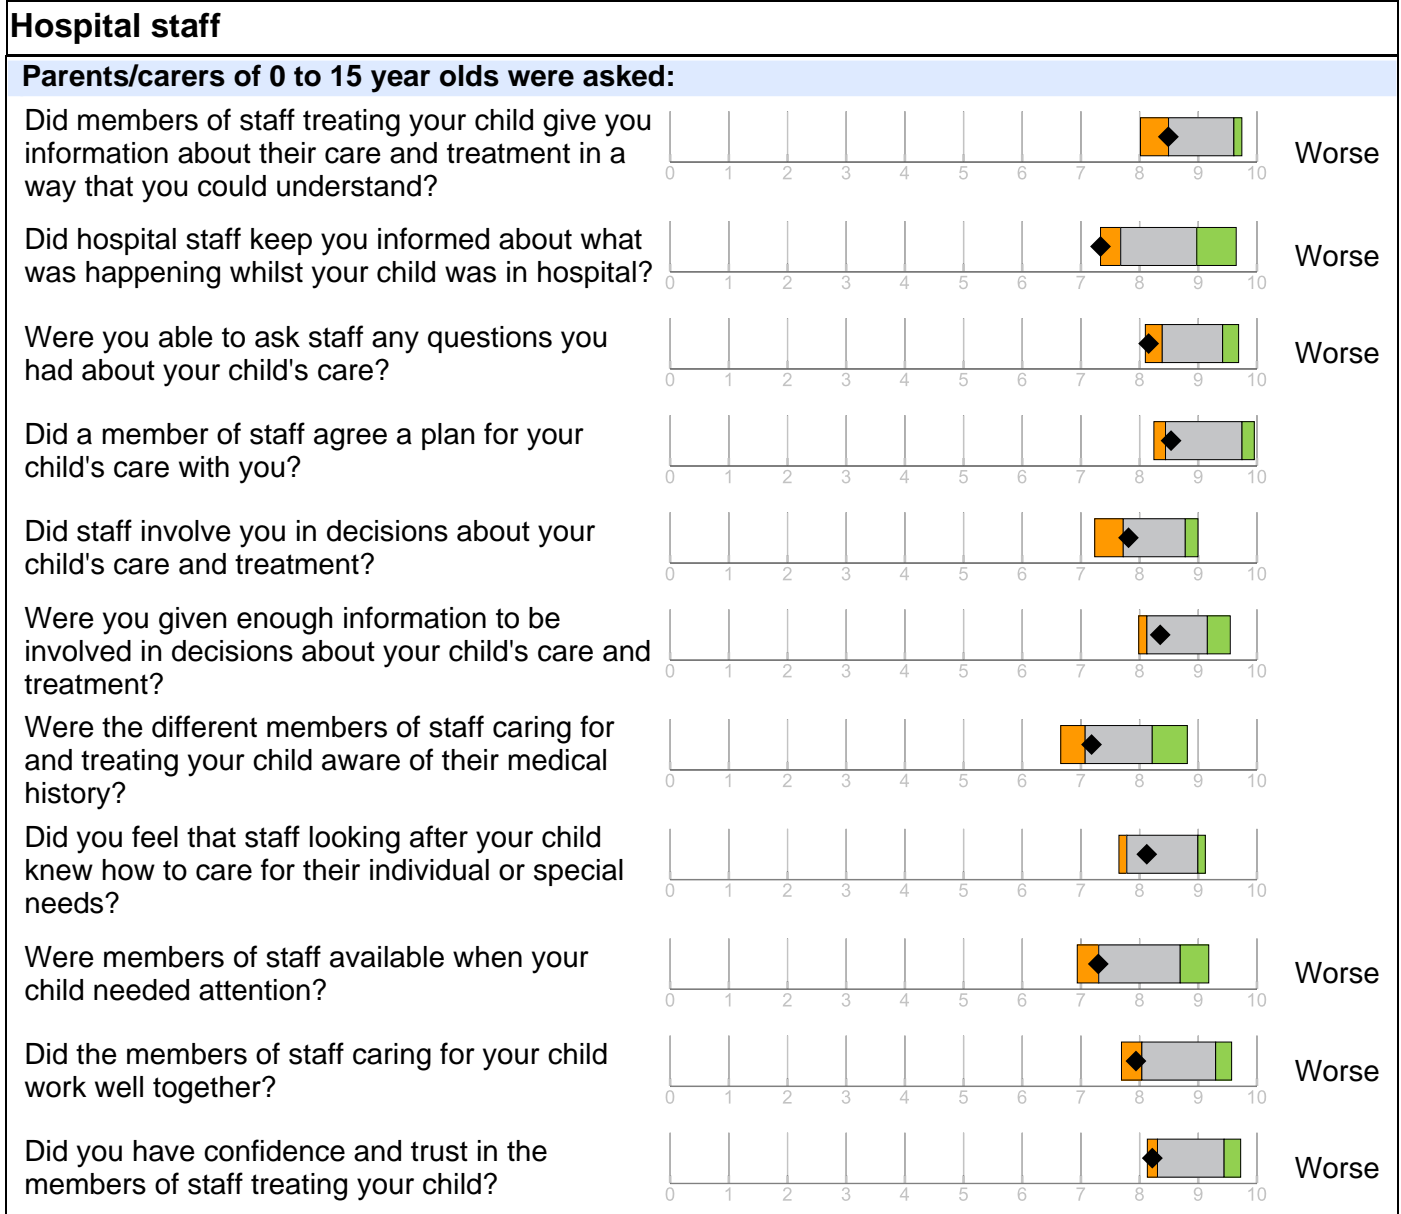 Hospital staff
Parents/carers of 0 to 15 year olds were asked:
Did members of staff treating your child give you
information about their care and treatment in a
way that you could understand?
0 1 2 3 4 5 6 7 8 9 10
Worse
Did hospital staff keep you informed about what
was happening whilst your child was in hospital?
0 1 2 3 4 5 6 7 8 9 10
Worse
Were you able to ask staff any questions you
had about your child's care?
0 1 2 3 4 5 6 7 8 9 10
Worse
Did a member of staff agree a plan for your
child's care with you?
0 1 2 3 4 5 6 7 8 9 10
Did staff involve you in decisions about your
child's care and treatment?
0 1 2 3 4 5 6 7 8 9 10
Were you given enough information to be
involved in decisions about your child's care and
treatment?
0 1 2 3 4 5 6 7 8 9 10
Were the different members of staff caring for
and treating your child aware of their medical
history?
0 1 2 3 4 5 6 7 8 9 10
Did you feel that staff looking after your child
knew how to care for their individual or special
needs?
0 1 2 3 4 5 6 7 8 9 10
Were members of staff available when your
child needed attention?
0 1 2 3 4 5 6 7 8 9 10
Worse
Did the members of staff caring for your child
work well together?
0 1 2 3 4 5 6 7 8 9 10
Worse
Did you have confidence and trust in the
members of staff treating your child?
0 1 2 3 4 5 6 7 8 9 10
Worse